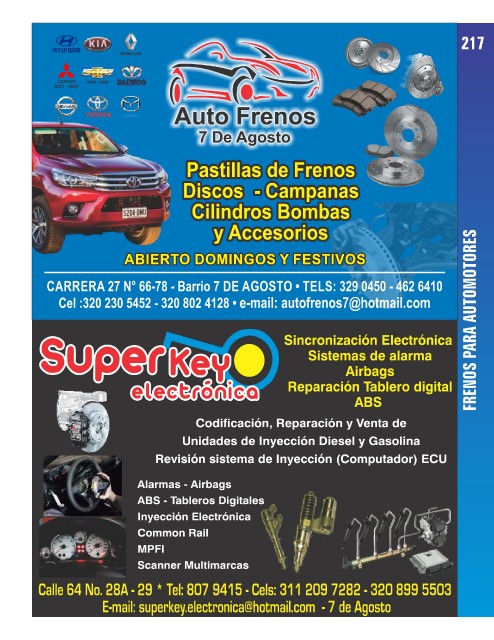 217
HYUNDAI
KIA
TOYOTA
DAEWOO
NISSAN
Auto Frenos
7 De Agosto
Pastillas de Frenos
Discos - Campanas
Cilindros Bombas
y Accesorios
ABIERTO DOMINGOS Y FESTIVOS
CARRERA 27 N° 66-78 - Barrio 7 DE AGOSTO • TELS: 329 0450 - 462 6410
Cel :320 230 5452 - 320 802 4128 • e-mail: autofrenos7@hotmail.com
FRENOS PARA AUTOMOTORES
SuperKey
electrónica
Sincronización Electrónica
Sistemas de alarma
Airbags
Reparación Tablero digital
ABS
Codificación, Reparación y Venta de
Unidades de Inyección Diesel y Gasolina
Revisión sistema de Inyección (Computador) ECU
Alarmas - Airbags
ABS - Tableros Digitales
Inyección Electrónica
Common Rail
MPFI
Scanner Multimarcas
Calle 64 No. 28A - 29 * Tel: 807 9415 - Cels: 311 209 7282 - 320 899 5503
E-mail: superkey.electronica@hotmail.com - 7 de Agosto